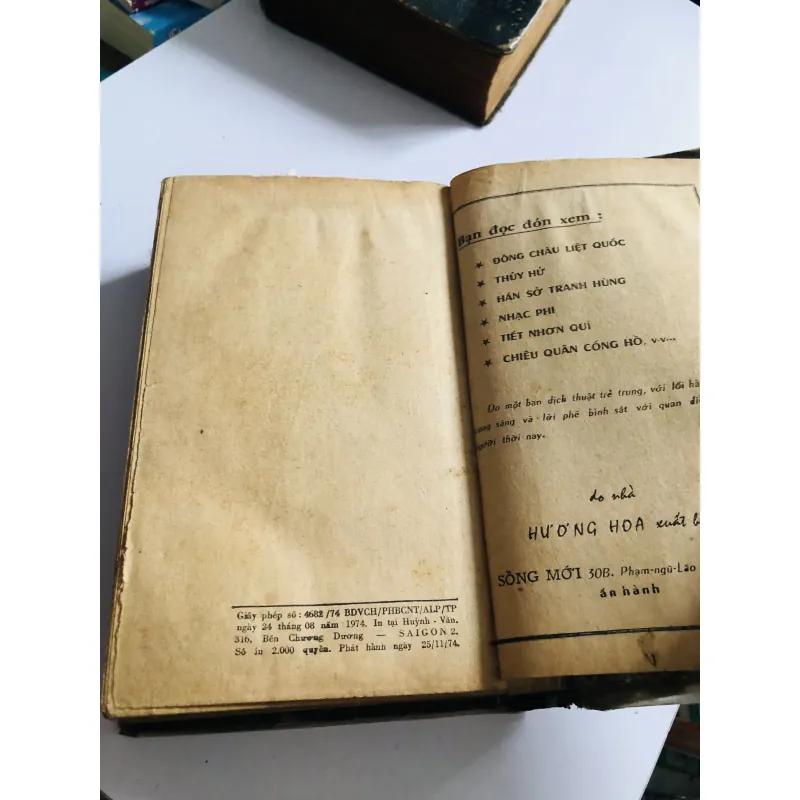 Giấy phép số : 4682/74 BDVCH/PHBCNT/ALP/TP
ngày 24 tháng 08 năm 1974. In tại Huỳnh - Văn.
316. Bến Chương Dương — SAIGON 2.
Số in 2.000 quyển. Phát hành ngày 25/11/74.
Bạn đọc đón xem :
★ ĐÔNG CHÂU LIỆT QUỐC
★ THỦY HỬ
★ HÁN SỞ TRANH HÙNG
★ NHẠC PHI
★ TIẾT NHƠN QUÍ
★ CHIÊU QUÂN CỐNG HỒ, v.v...
Do một ban dịch thuật trẻ trung, với lối
sáng và lời phê bình sát với quan
người thời nay.
do nhà
HƯƠNG HOA xuất
SỐNG MỚI 30B. Phạm-ngũ-Lão
ấn hành